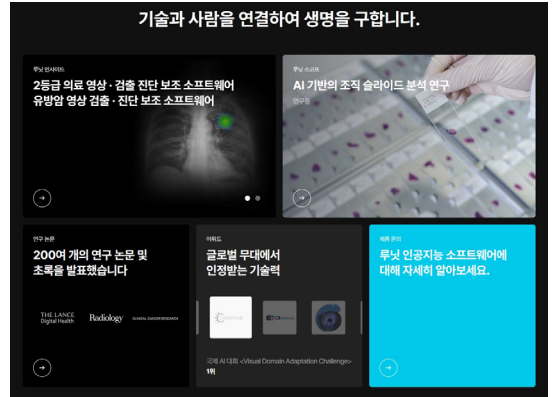 기술과 사람을 연결하여 생명을 구합니다.
루닛 인사이트
2등급 의료 영상 · 검출 진단 보조 소프트웨어
유방암 영상 검출 · 진단 보조 소프트웨어
루닛 스코프
AI 기반의 조직 슬라이드 분석 연구
연구용
연구 논문
200여 개의 연구 논문 및
초록을 발표했습니다
THE LANCE
Digital Health
Radiology
CLINICAL CANCER RESEARCH
어워드
글로벌 무대에서
인정받는 기술력
국제 AI 대회 <Visual Domain Adaptation Challenge>
1위
제품 문의
루닛 인공지능 소프트웨어에
대해 자세히 알아보세요.